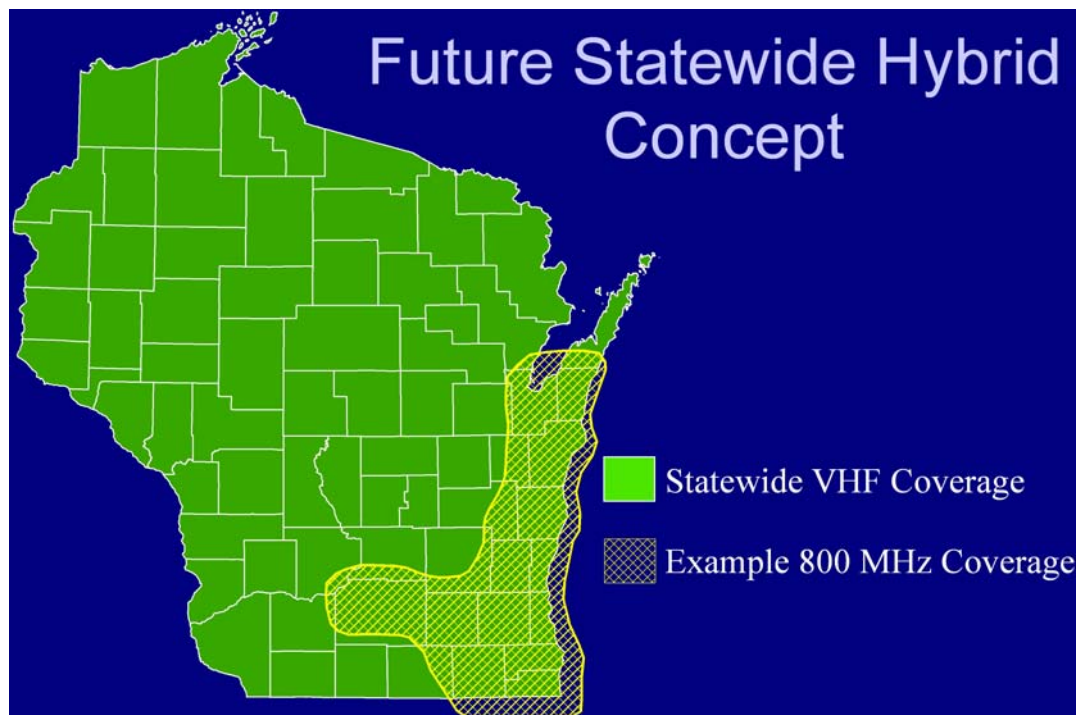 Future Statewide Hybrid
Concept
Statewide VHF Coverage
Example 800 MHz Coverage